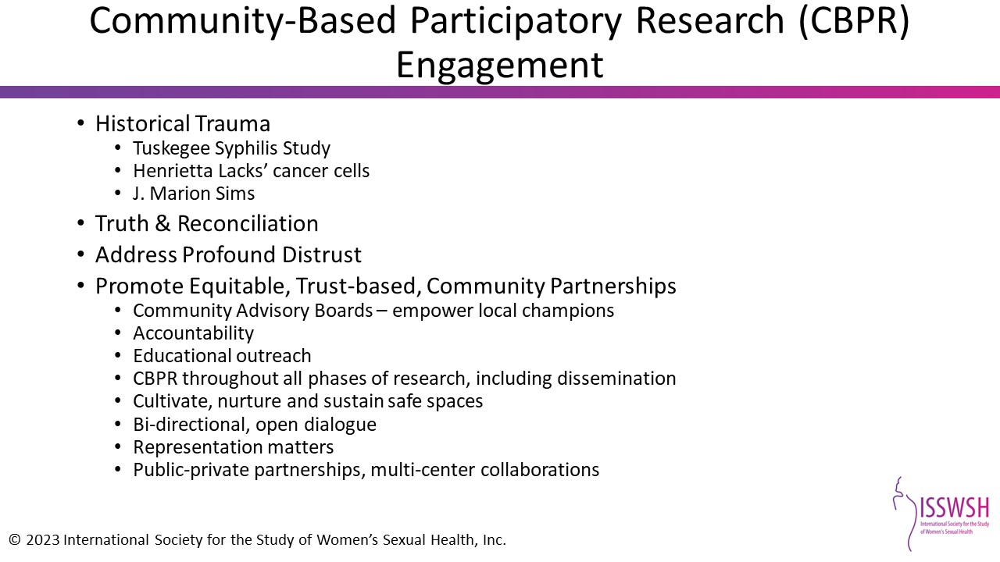 Community-Based Participatory Research (CBPR)
Engagement
• Historical Trauma
• Tuskegee Syphilis Study
• Henrietta Lacks’ cancer cells
• J. Marion Sims
• Truth & Reconciliation
• Address Profound Distrust
• Promote Equitable, Trust-based, Community Partnerships
• Community Advisory Boards – empower local champions
• Accountability
• Educational outreach
• CBPR throughout all phases of research, including dissemination
• Cultivate, nurture and sustain safe spaces
• Bi-directional, open dialogue
• Representation matters
• Public-private partnerships, multi-center collaborations
ISSWSH
International Society for the Study
of Women's Sexual Health
© 2023 International Society for the Study of Women’s Sexual Health, Inc.